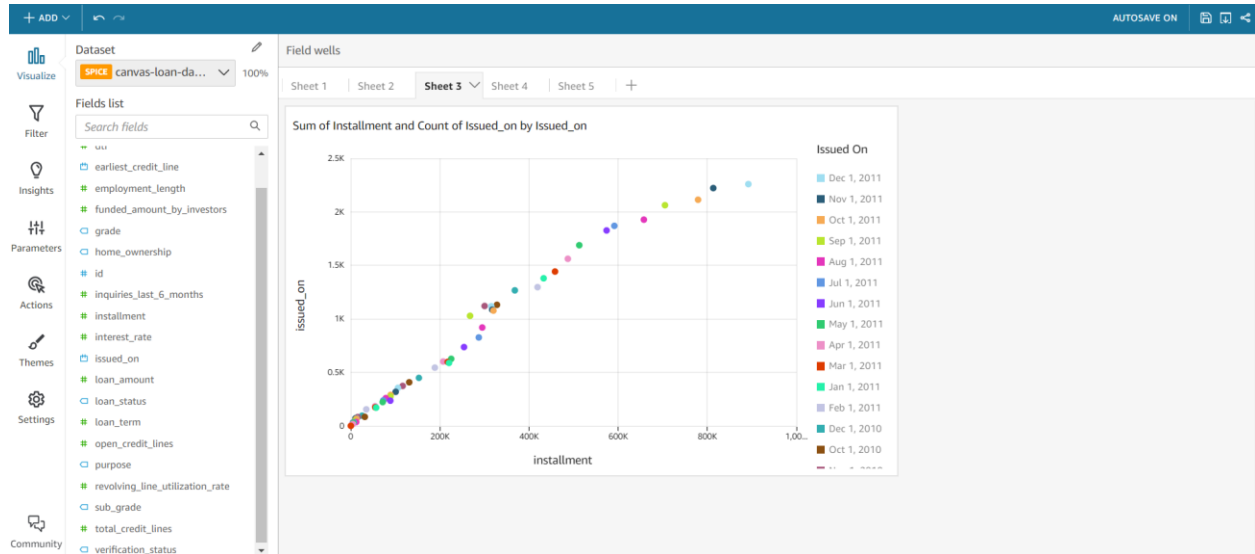 ADD
AUTOSAVE ON
Visualize
Filter
Insights
Parameters
Actions
Themes
Settings
Community
Dataset
SPICE canvas-loan-da... 100%
Fields list
Search fields
# dti
earliest_credit_line
# employment_length
# funded_amount_by_investors
grade
home_ownership
# id
# inquiries_last_6_months
# installment
# interest_rate
issued_on
# loan_amount
loan_status
# loan_term
# open_credit_lines
purpose
# revolving_line_utilization_rate
sub_grade
# total_credit_lines
verification_status
Field wells
Sheet 1 Sheet 2 Sheet 3 Sheet 4 Sheet 5
Sum of Installment and Count of Issued_on by Issued_on
2.5K
2K
1.5K
1K
0.5K
0
issued_on
0 200K 400K 600K 800K 1,00...
installment
Issued On
Dec 1, 2011
Nov 1, 2011
Oct 1, 2011
Sep 1, 2011
Aug 1, 2011
Jul 1, 2011
Jun 1, 2011
May 1, 2011
Apr 1, 2011
Mar 1, 2011
Jan 1, 2011
Feb 1, 2011
Dec 1, 2010
Oct 1, 2010